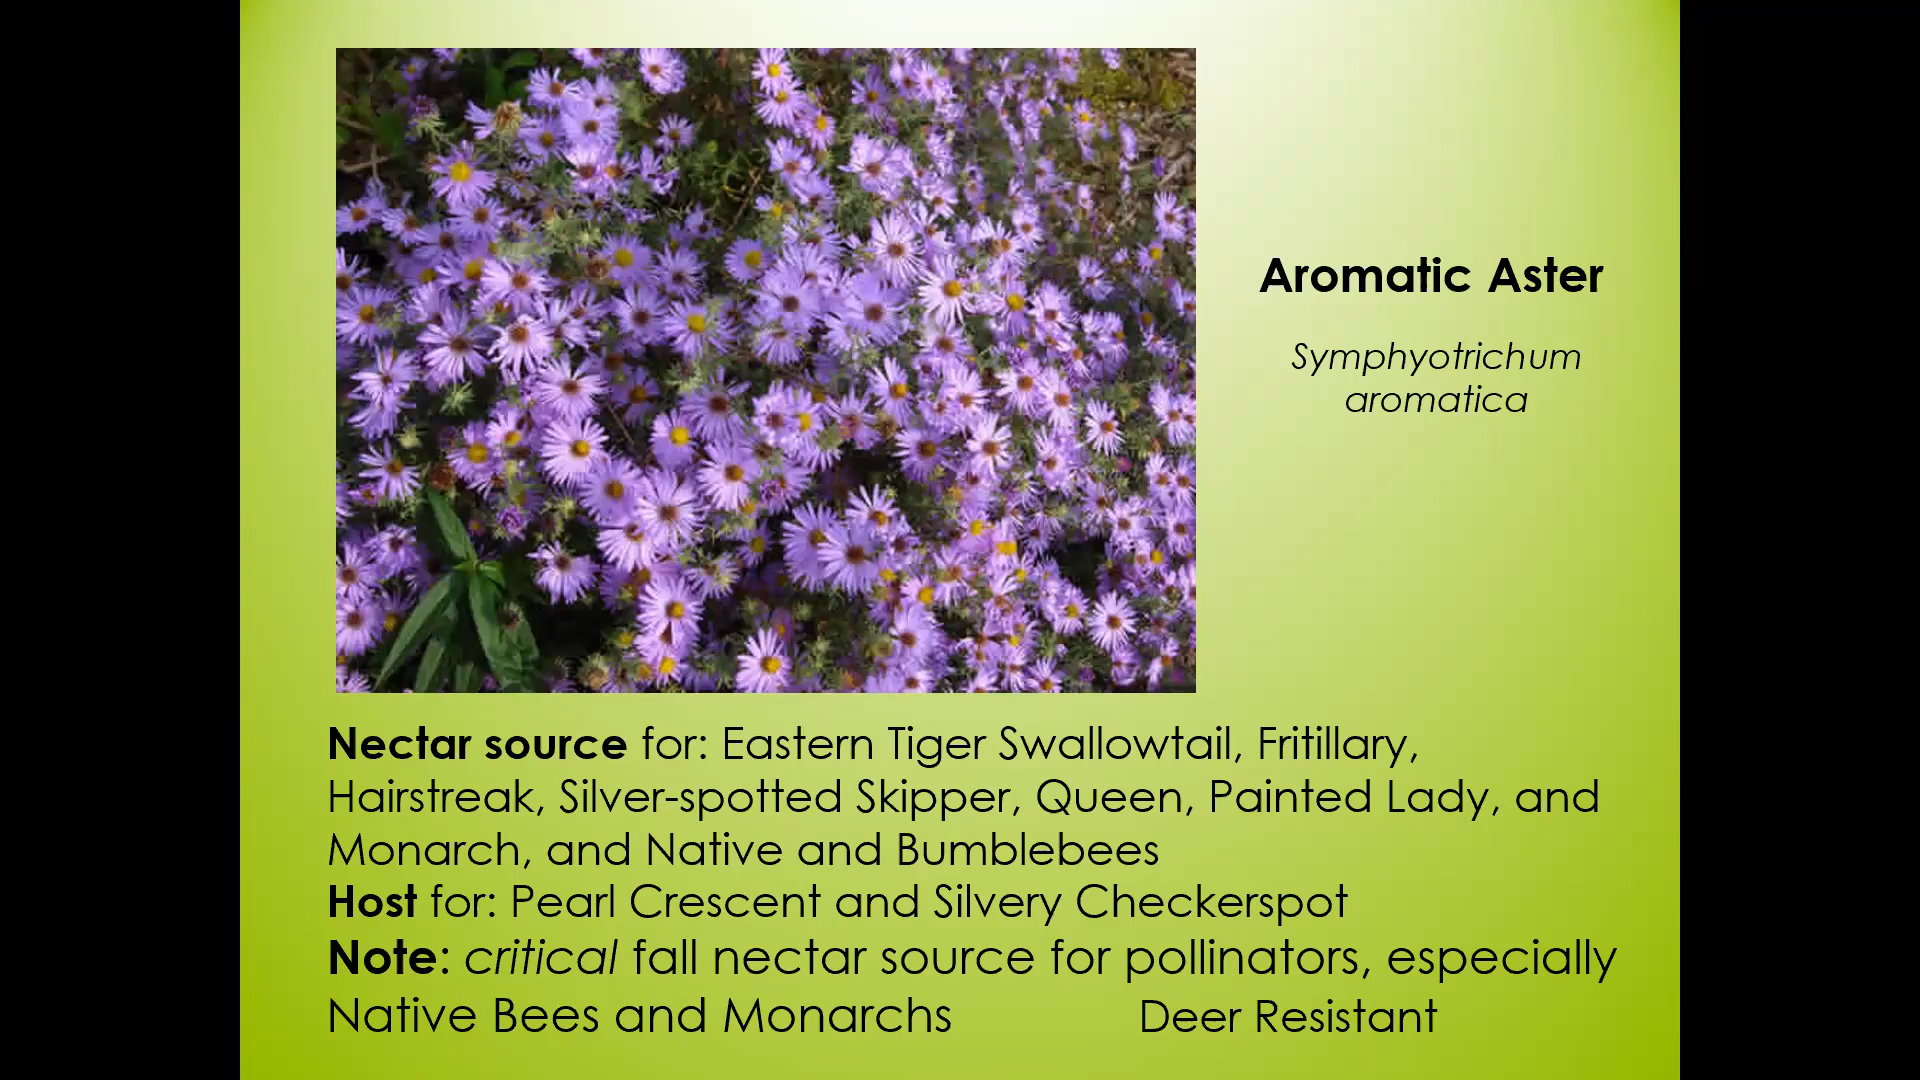 Aromatic Aster
Symphyotrichum
aromatica
Nectar source for: Eastern Tiger Swallowtail, Fritillary,
Hairstreak, Silver-spotted Skipper, Queen, Painted Lady, and
Monarch, and Native and Bumblebees
Host for: Pearl Crescent and Silvery Checkerspot
Note: critical fall nectar source for pollinators, especially
Native Bees and Monarchs Deer Resistant